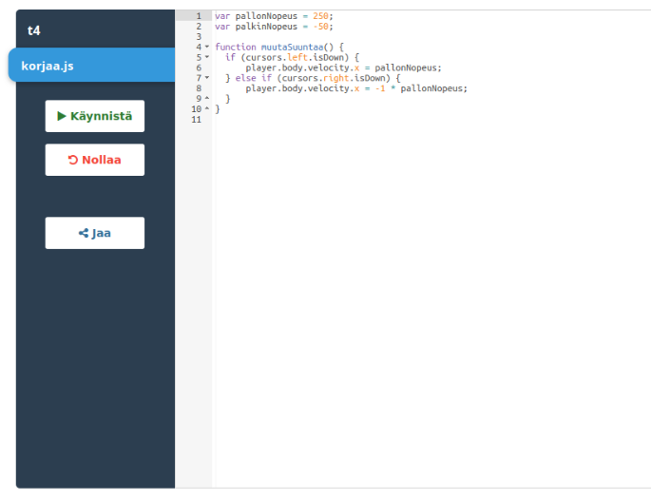 t4
korjaa.js
Käynnistä
Nollaa
Jaa
1 var pallonNopeus = 250;
2 var palkinNopeus = -50;
3
4 function muutaSuuntaa() {
5   if (cursors.left.isDown) {
6       player.body.velocity.x = pallonNopeus;
7   } else if (cursors.right.isDown) {
8       player.body.velocity.x = -1 * pallonNopeus;
9   }
10 }
11